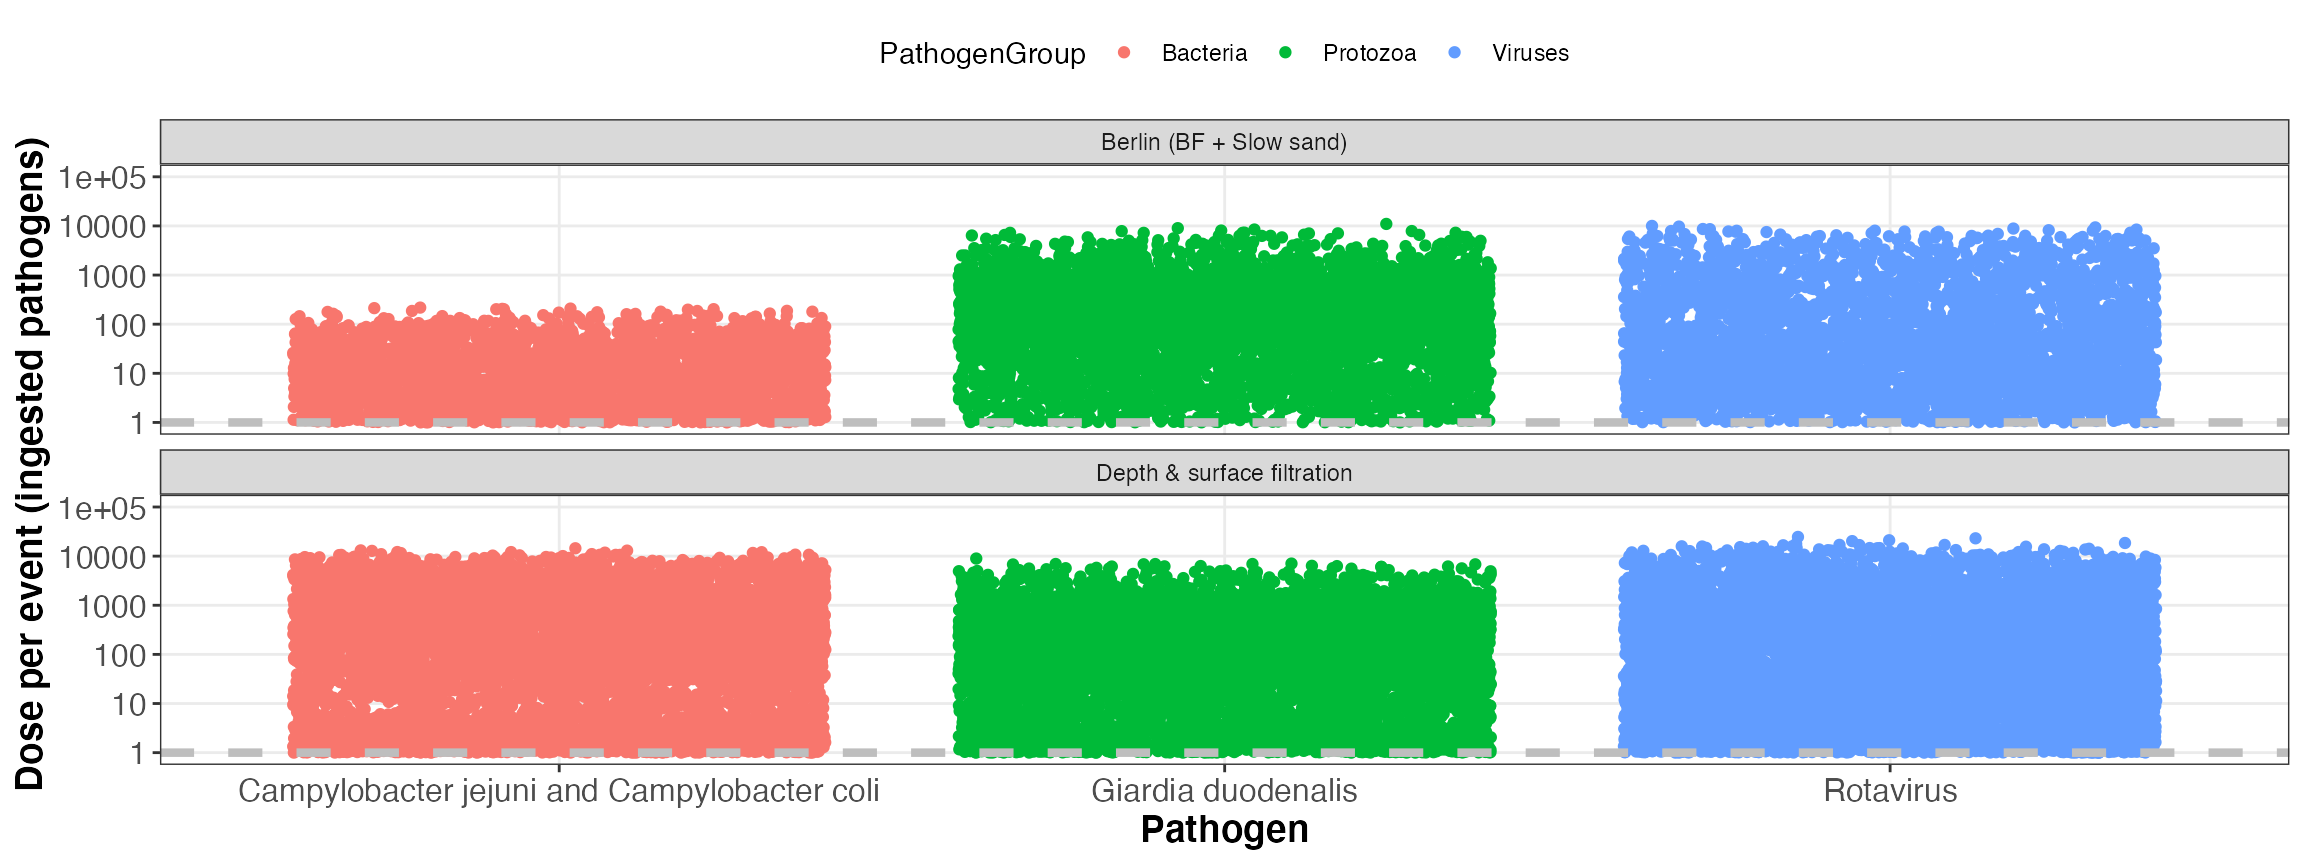 PathogenGroup Bacteria Protozoa Viruses
Berlin (BF + Slow sand)
Dose per event (ingested pathogens)
1e+05
10000
1000
100
10
1
Depth & surface filtration
1e+05
10000
1000
100
10
1
Campylobacter jejuni and Campylobacter coli Giardia duodenalis Rotavirus
Pathogen